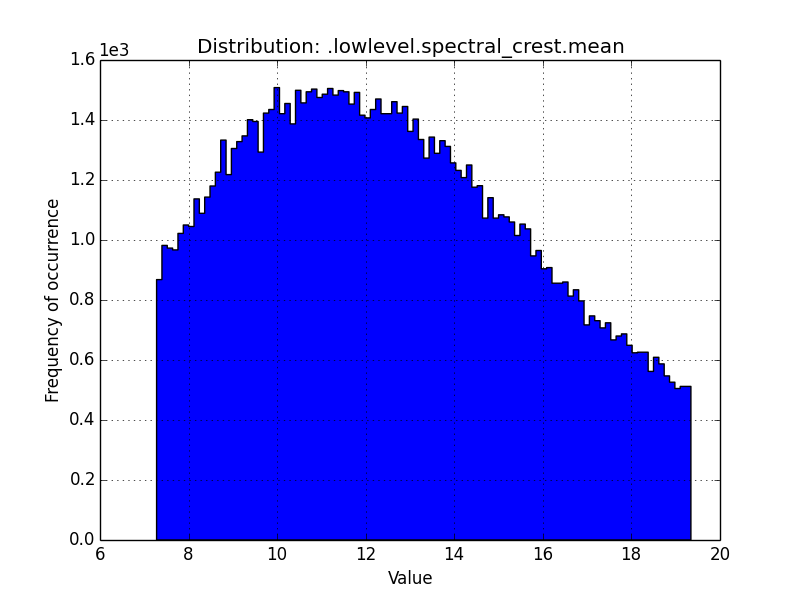 Distribution: .lowlevel.spectral_crest.mean
1e3
1.6
1.4
1.2
1.0
0.8
0.6
0.4
0.2
0.0
Frequency of occurrence
6 8 10 12 14 16 18 20
Value